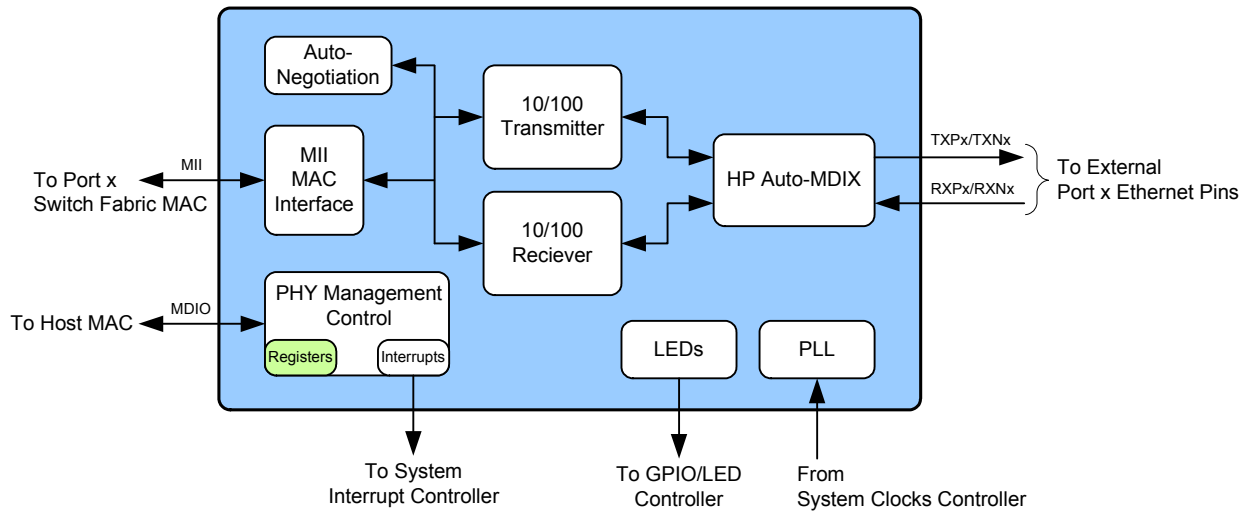 Auto-
Negotiation
10/100
Transmitter
MII
MAC
Interface
MII
To Port x
Switch Fabric MAC
HP Auto-MDIX
TXPx/TXNx
RXPx/RXNx
To External
Port x Ethernet Pins
10/100
Reciever
PHY Management
Control
Registers
Interrupts
MDIO
To Host MAC
LEDs
PLL
To System
Interrupt Controller
To GPIO/LED
Controller
From
System Clocks Controller